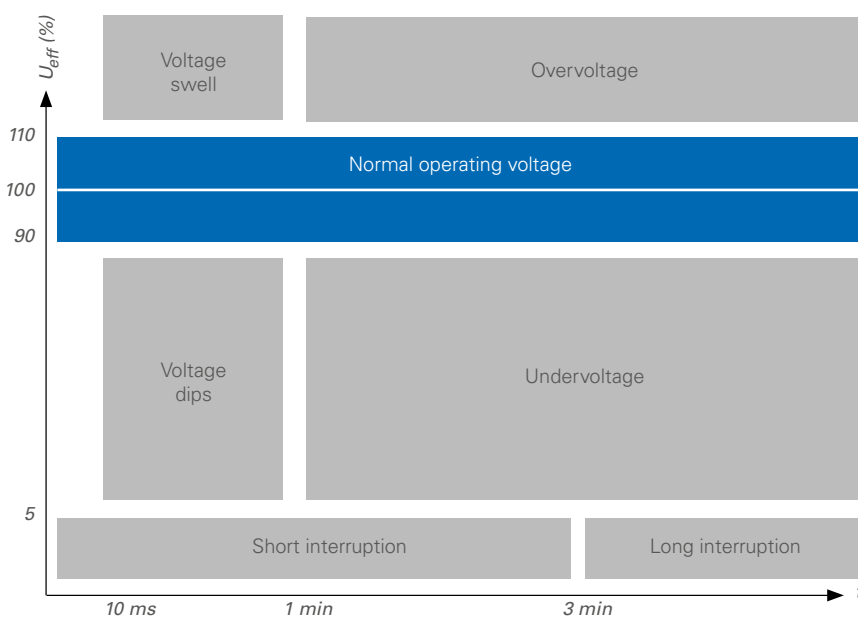 U_eff (%)
Voltage
swell
Overvoltage
110
Normal operating voltage
100
90
Voltage
dips
Undervoltage
5
Short interruption
Long interruption
10 ms
1 min
3 min